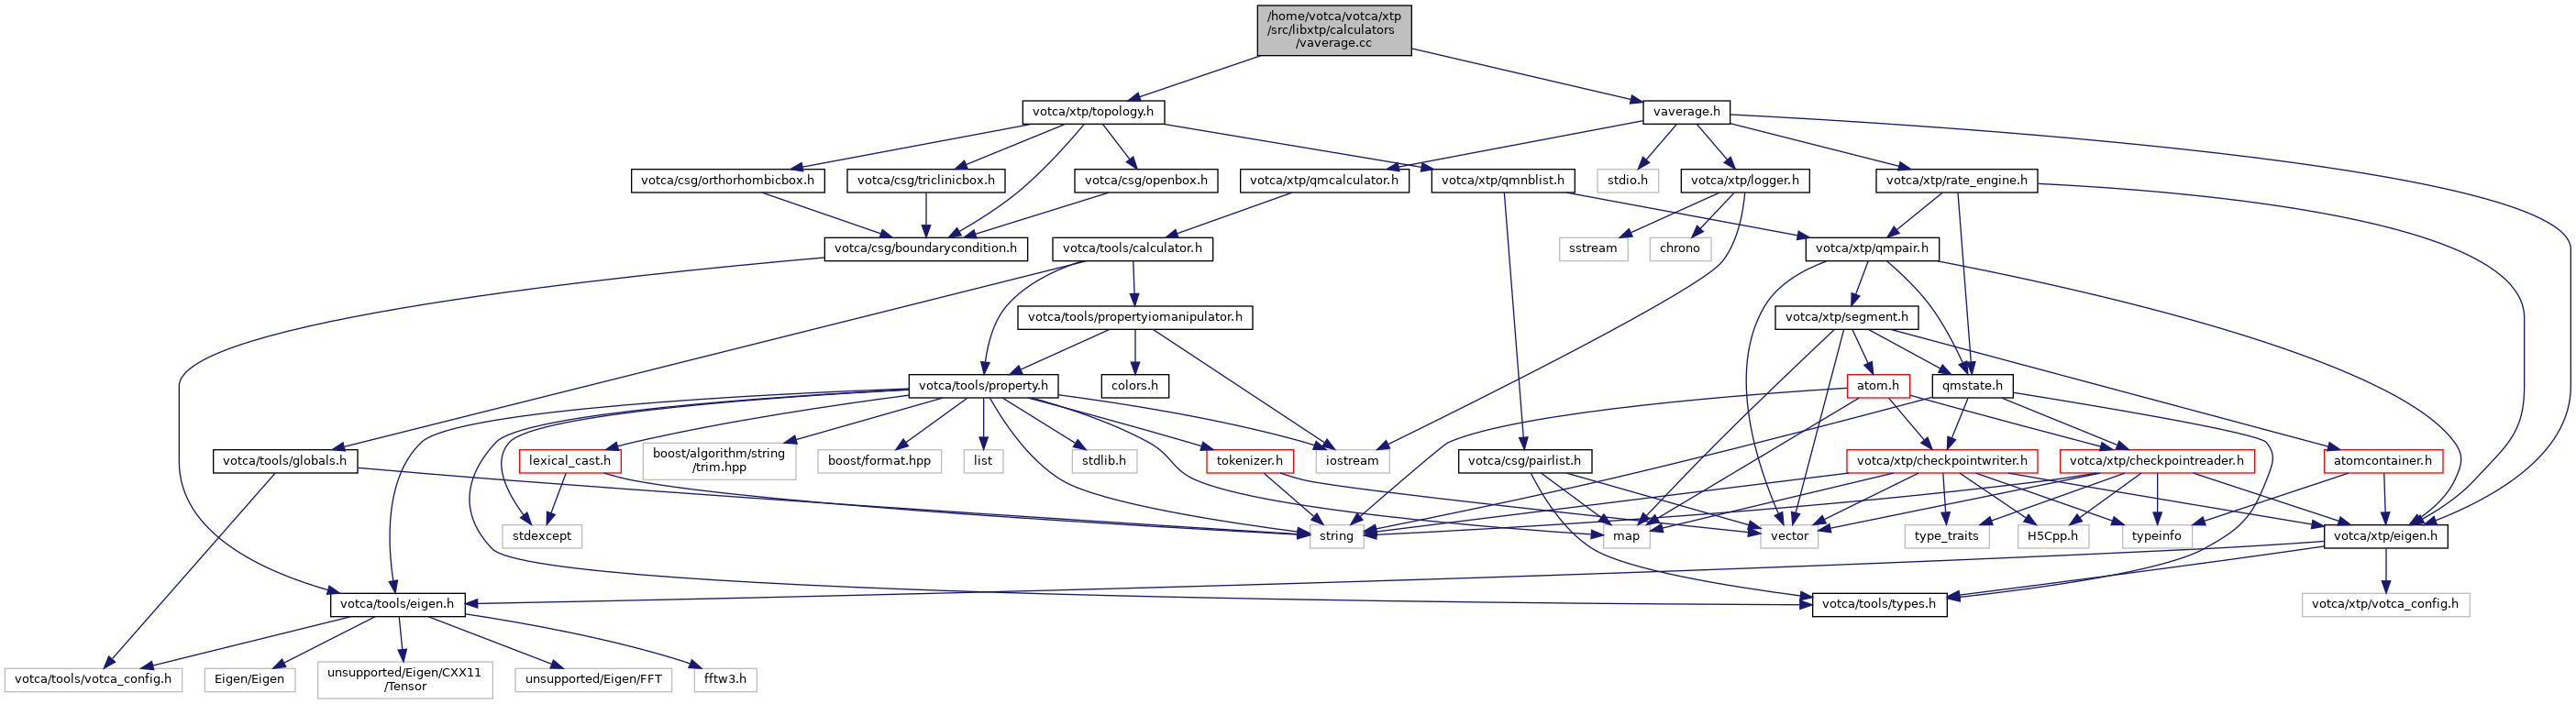 /home/votca/votca/xtp
/src/libxtp/calculators
/vaverage.cc
votca/xtp/topology.h
vaverage.h
votca/csg/orthorhombicbox.h
votca/csg/triclinicbox.h
votca/csg/openbox.h
votca/xtp/qmcalculator.h
votca/xtp/qmnblist.h
stdio.h
votca/xtp/logger.h
votca/xtp/rate_engine.h
votca/csg/boundarycondition.h
votca/tools/calculator.h
sstream
chrono
votca/xtp/qmpair.h
votca/tools/propertyiomanipulator.h
votca/xtp/segment.h
votca/tools/property.h
colors.h
atom.h
qmstate.h
votca/tools/globals.h
lexical_cast.h
boost/algorithm/string
/trim.hpp
boost/format.hpp
list
stdlib.h
tokenizer.h
iostream
votca/csg/pairlist.h
votca/xtp/checkpointwriter.h
votca/xtp/checkpointreader.h
atomcontainer.h
stdexcept
string
map
vector
type_traits
H5Cpp.h
typeinfo
votca/xtp/eigen.h
votca/tools/eigen.h
votca/tools/types.h
votca/xtp/votca_config.h
votca/tools/votca_config.h
Eigen/Eigen
unsupported/Eigen/CXX11
/Tensor
unsupported/Eigen/FFT
fftw3.h